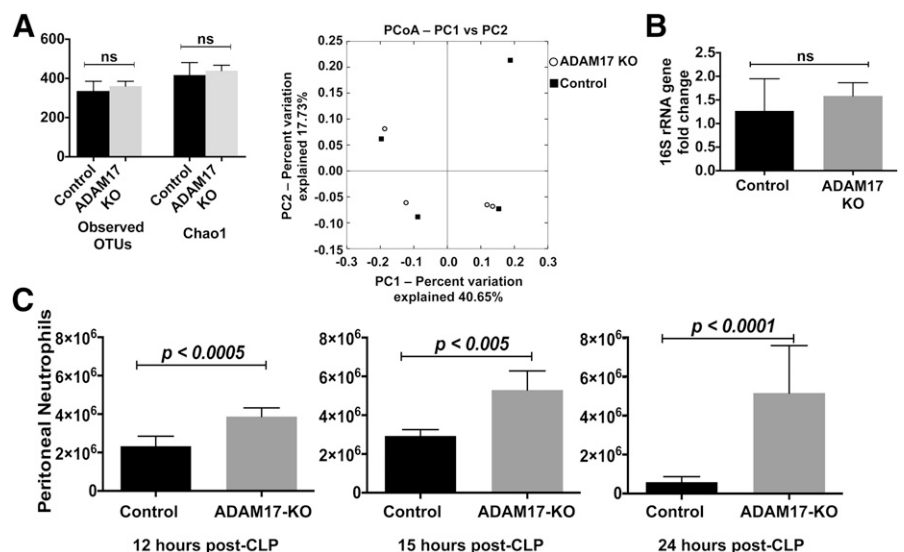 A
ns
ns
600
400
200
0
Control
ADAM17
KO
Control
ADAM17
KO
Observed
OTUs
Chao1
PCoA – PC1 vs PC2
ADAM17 KO
Control
PC2 – Percent variation
explained 17.73%
0.25
0.20
0.15
0.10
0.05
0.00
-0.05
-0.10
0.15
-0.3
-0.2
-0.1
0.0
0.1
0.2
0.3
PC1 – Percent variation
explained 40.65%
B
16S rRNA gene
fold change
2.5
2.0
1.5
1.0
0.5
0.0
ns
Control
ADAM17
KO
C
Peritoneal Neutrophils
8×10⁶
6×10⁶
4×10⁶
2×10⁶
0
p < 0.0005
Control
ADAM17-KO
12 hours post-CLP
8×10⁶
6×10⁶
4×10⁶
2×10⁶
0
p < 0.005
Control
ADAM17-KO
15 hours post-CLP
8×10⁶
6×10⁶
4×10⁶
2×10⁶
0
p < 0.0001
Control
ADAM17-KO
24 hours post-CLP